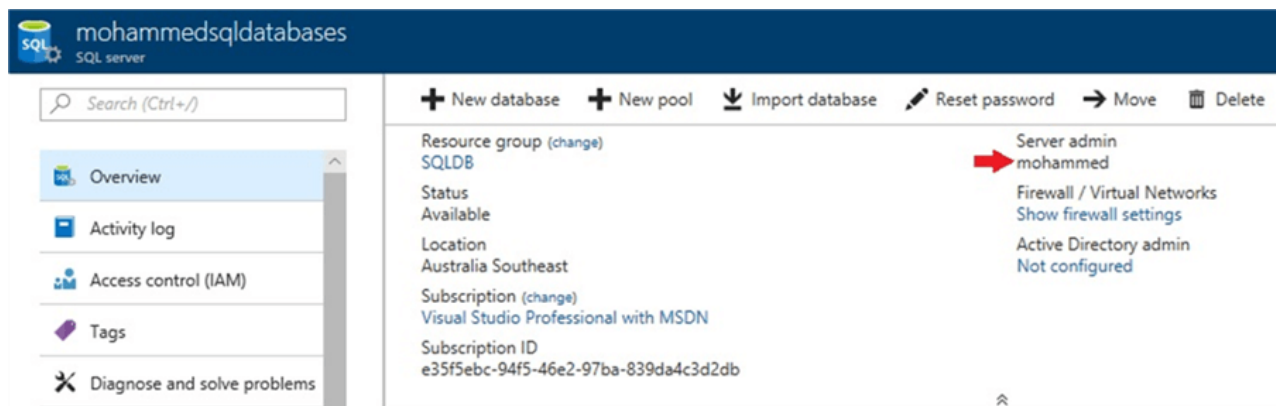 mohammedsqldatabases
SQL server
Search (Ctrl+/)
Overview
Activity log
Access control (IAM)
Tags
Diagnose and solve problems
New database New pool Import database Reset password Move Delete
Resource group (change)
SQLDB
Status
Available
Location
Australia Southeast
Subscription (change)
Visual Studio Professional with MSDN
Subscription ID
e35f5ebc-94f5-46e2-97ba-839da4c3d2db
Server admin
mohammed
Firewall / Virtual Networks
Show firewall settings
Active Directory admin
Not configured